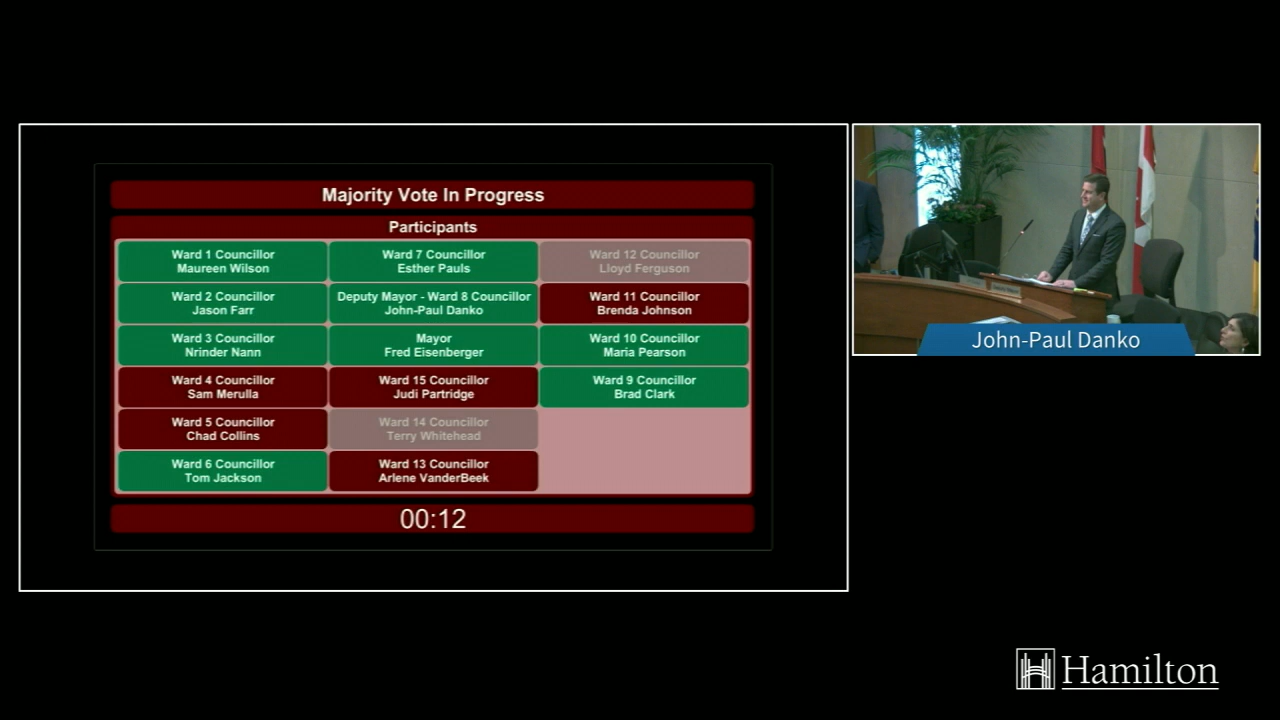 Majority Vote In Progress
Participants
Ward 1 Councillor
Maureen Wilson
Ward 7 Councillor
Esther Pauls
Ward 12 Councillor
Lloyd Ferguson
Ward 2 Councillor
Jason Farr
Deputy Mayor - Ward 8 Councillor
John-Paul Danko
Ward 11 Councillor
Brenda Johnson
Ward 3 Councillor
Nrinder Nann
Mayor
Fred Eisenberger
Ward 10 Councillor
Maria Pearson
Ward 4 Councillor
Sam Merulla
Ward 15 Councillor
Judi Partridge
Ward 9 Councillor
Brad Clark
Ward 5 Councillor
Chad Collins
Ward 14 Councillor
Terry Whitehead
Ward 6 Councillor
Tom Jackson
Ward 13 Councillor
Arlene VanderBeek
00:12
John-Paul Danko
Hamilton